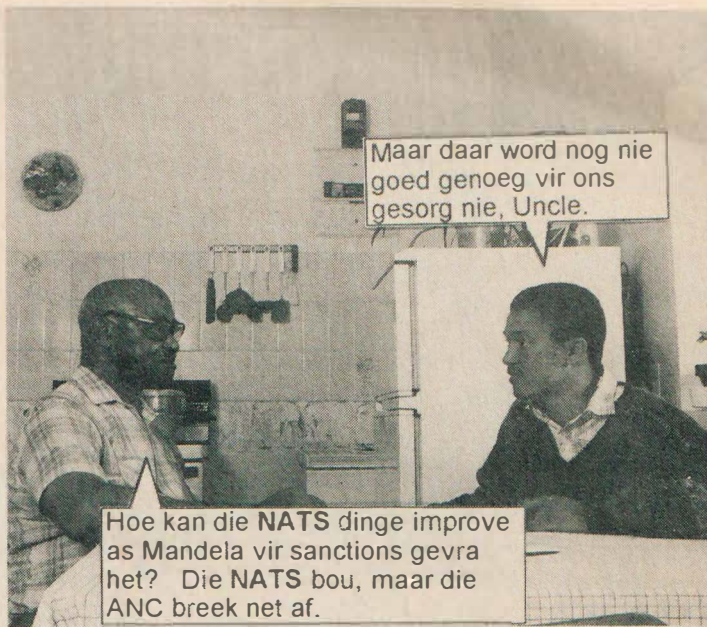 Maar daar word nog nie
goed genoeg vir ons
gesorg nie, Uncle.
Hoe kan die NATS dinge improve
as Mandela vir sanctions gevra
het? Die NATS bou, maar die
ANC breek net af.